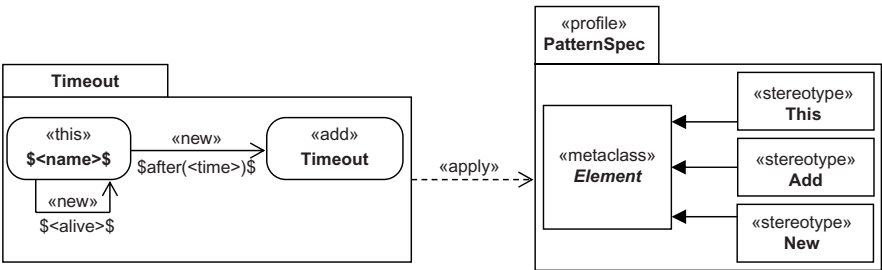 Timeout
«this»
$<name>$
«new»
$after(<time>)$
«add»
Timeout
«new»
$<alive>$
«apply»
«profile»
PatternSpec
«metaclass»
Element
«stereotype»
This
«stereotype»
Add
«stereotype»
New